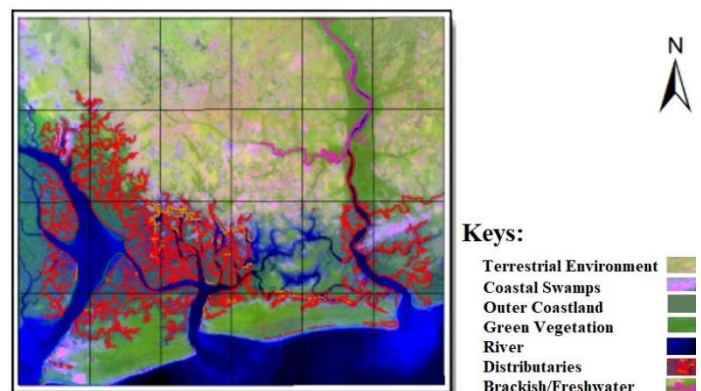 N
Keys:
Terrestrial Environment
Coastal Swamps
Outer Coastland
Green Vegetation
River
Distributaries
Brackish/Freshwater